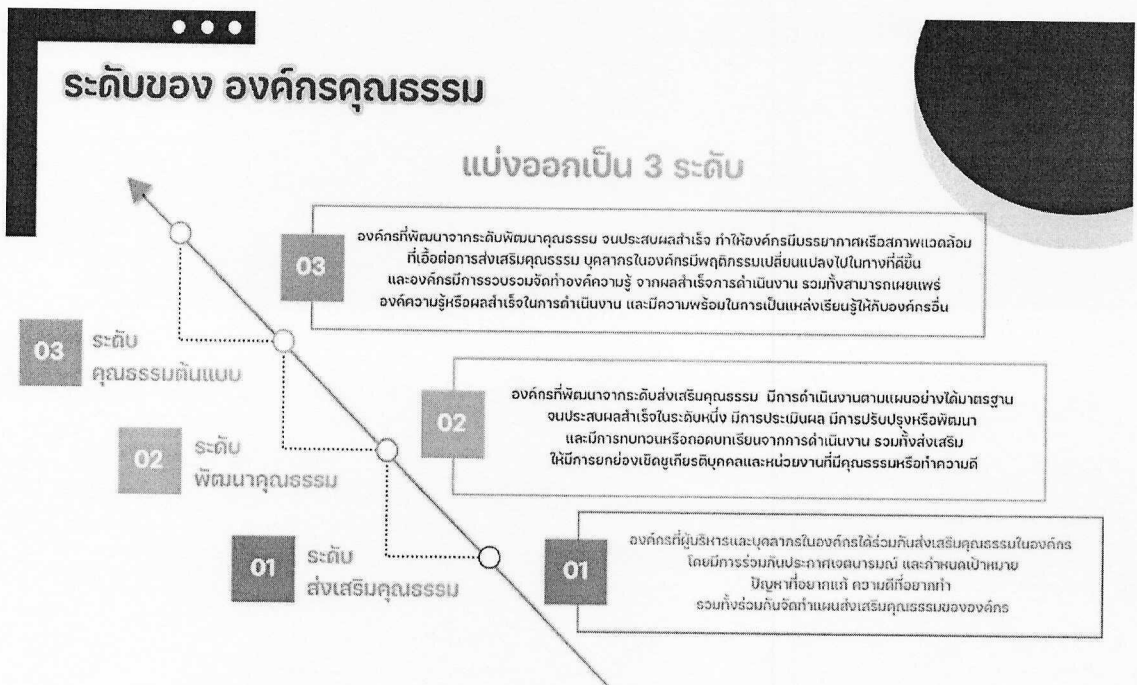 ระดับของ องค์กรคุณธรรม
แบ่งออกเป็น 3 ระดับ
03
องค์กรที่พัฒนาจากระดับพัฒนาคุณธรรม จนประสบผลสำเร็จ ทำให้องค์กรมีบรรยากาศหรือสภาพแวดล้อม
ที่เอื้อต่อการส่งเสริมคุณธรรม บุคลากรในองค์กรมีพฤติกรรมเปลี่ยนแปลงไปในทางที่ดีขึ้น
และองค์กรมีการรวบรวมจัดทำองค์ความรู้ จากผลสำเร็จการดำเนินงาน รวมทั้งสามารถเผยแพร่
องค์ความรู้หรือผลสำเร็จในการดำเนินงาน และมีความพร้อมในการเป็นแหล่งเรียนรู้ให้กับองค์กรอื่น
03
ระดับ
คุณธรรมต้นแบบ
02
องค์กรที่พัฒนาจากระดับส่งเสริมคุณธรรม มีการดำเนินงานตามแผนอย่างได้มาตรฐาน
จนประสบผลสำเร็จในระดับหนึ่ง มีการประเมินผล มีการปรับปรุงหรือพัฒนา
และมีการทบทวนหรือถอดบทเรียนจากการดำเนินงาน รวมทั้งส่งเสริม
ให้มีการยกย่องเชิดชูเกียรติบุคคลและหน่วยงานที่มีคุณธรรมหรือทำความดี
02
ระดับ
พัฒนาคุณธรรม
01
องค์กรที่ผู้บริหารและบุคลากรในองค์กรได้ร่วมกันส่งเสริมคุณธรรมในองค์กร
โดยมีการร่วมกันประกาศเจตนารมณ์ และกำหนดเป้าหมาย
ปัญหาที่อยากแก้ ความดีที่อยากทำ
รวมทั้งร่วมกันจัดทำแผนส่งเสริมคุณธรรมขององค์กร
01
ระดับ
ส่งเสริมคุณธรรม